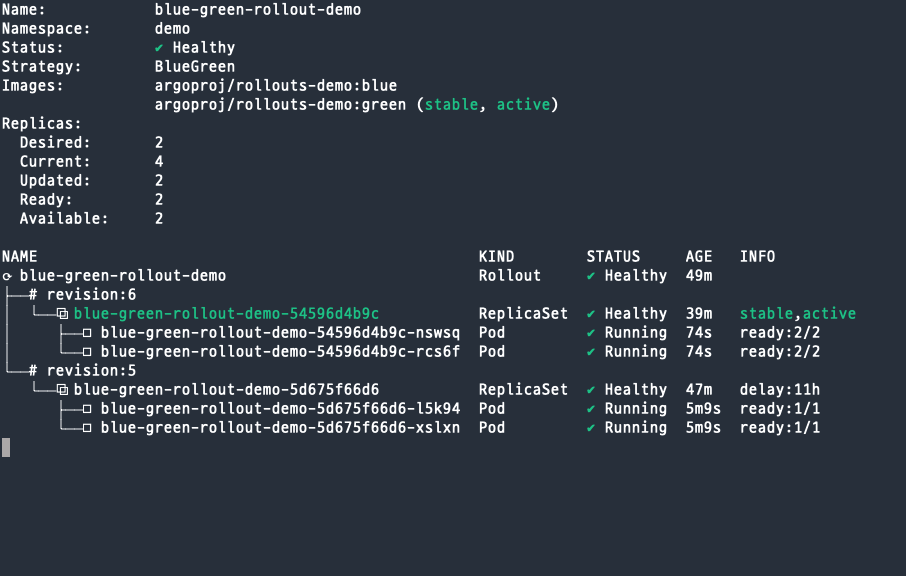 Name: blue-green-rollout-demo
Namespace: demo
Status: ✔ Healthy
Strategy: BlueGreen
Images: argoproj/rollouts-demo:blue
argoproj/rollouts-demo:green (stable, active)
Replicas:
Desired: 2
Current: 4
Updated: 2
Ready: 2
Available: 2
NAME KIND STATUS AGE INFO
⟳ blue-green-rollout-demo Rollout ✔ Healthy 49m
├──# revision:6
│  └──⧉ blue-green-rollout-demo-54596d4b9c ReplicaSet ✔ Healthy 39m stable,active
│     ├──□ blue-green-rollout-demo-54596d4b9c-nswsq Pod ✔ Running 74s ready:2/2
│     └──□ blue-green-rollout-demo-54596d4b9c-rcs6f Pod ✔ Running 74s ready:2/2
└──# revision:5
   └──⧉ blue-green-rollout-demo-5d675f66d6 ReplicaSet ✔ Healthy 47m delay:11h
      ├──□ blue-green-rollout-demo-5d675f66d6-l5k94 Pod ✔ Running 5m9s ready:1/1
      └──□ blue-green-rollout-demo-5d675f66d6-xslxn Pod ✔ Running 5m9s ready:1/1